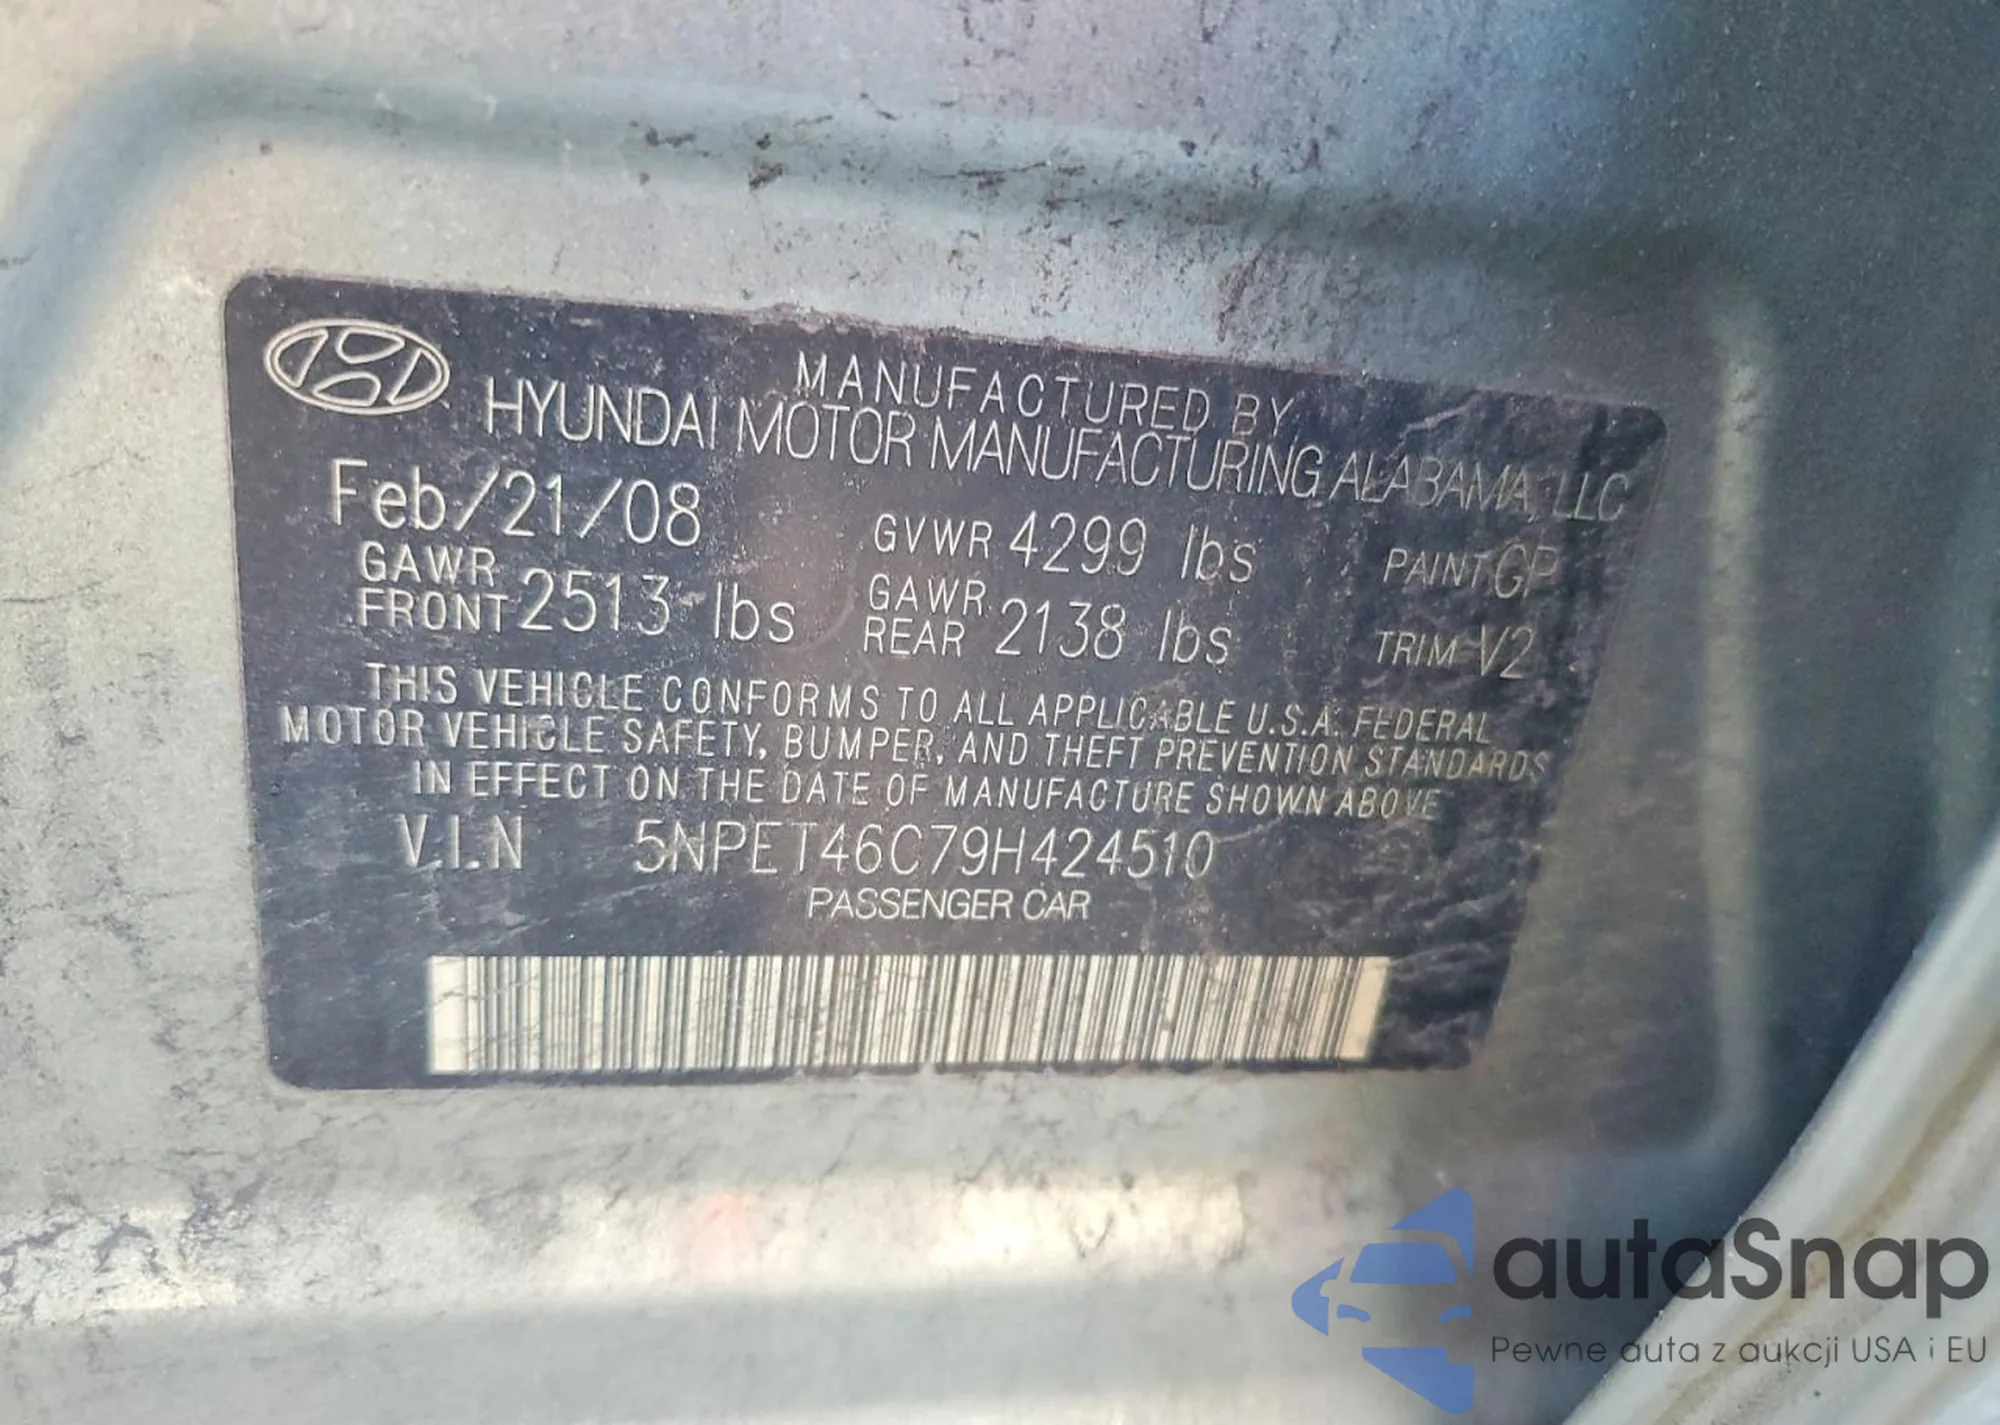 MANUFACTURED BY
HYUNDAI MOTOR MANUFACTURING ALABAMA, LLC
Feb/21/08 GVWR 4299 lbs PAINT GP
GAWR FRONT 2513 lbs GAWR REAR 2138 lbs TRIM V2
THIS VEHICLE CONFORMS TO ALL APPLICABLE U.S.A. FEDERAL
MOTOR VEHICLE SAFETY, BUMPER, AND THEFT PREVENTION STANDARDS
IN EFFECT ON THE DATE OF MANUFACTURE SHOWN ABOVE
V.I.N 5NPET46C79H424510
PASSENGER CAR
autaSnap
Pewne auta z aukcji USA i EU